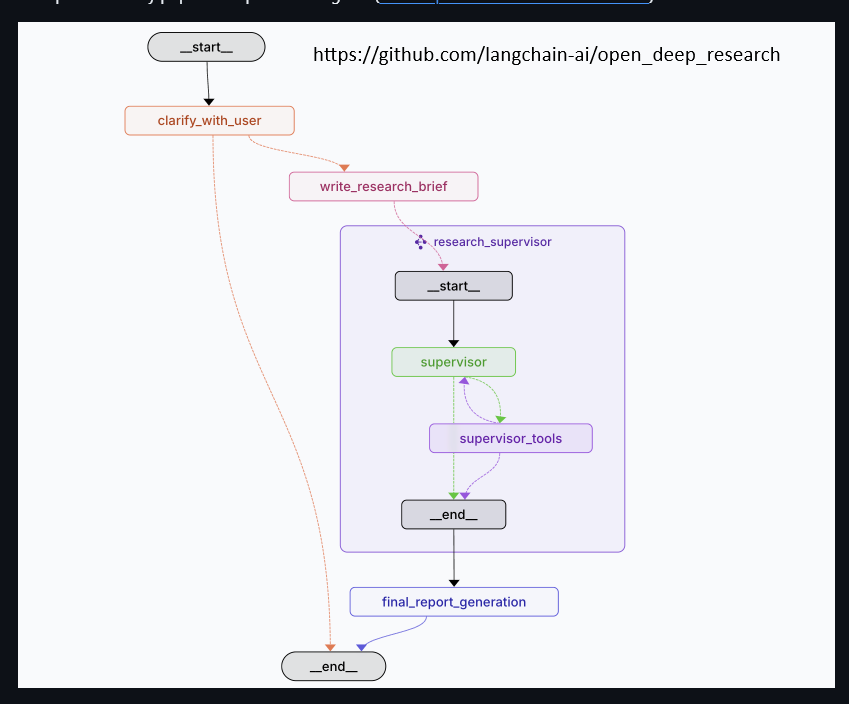 __start__
https://github.com/langchain-ai/open_deep_research
clarify_with_user
write_research_brief
research_supervisor
__start__
supervisor
supervisor_tools
__end__
final_report_generation
__end__